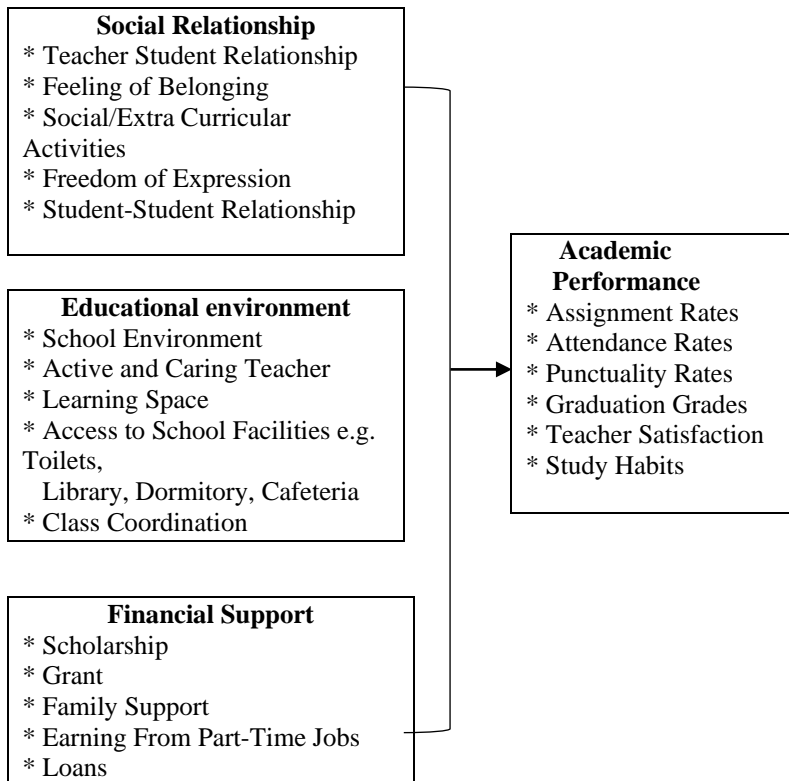 Social Relationship
* Teacher Student Relationship
* Feeling of Belonging
* Social/Extra Curricular
Activities
* Freedom of Expression
* Student-Student Relationship
Educational environment
* School Environment
* Active and Caring Teacher
* Learning Space
* Access to School Facilities e.g.
Toilets,
Library, Dormitory, Cafeteria
* Class Coordination
Financial Support
* Scholarship
* Grant
* Family Support
* Earning From Part-Time Jobs
* Loans
Academic
Performance
* Assignment Rates
* Attendance Rates
* Punctuality Rates
* Graduation Grades
* Teacher Satisfaction
* Study Habits